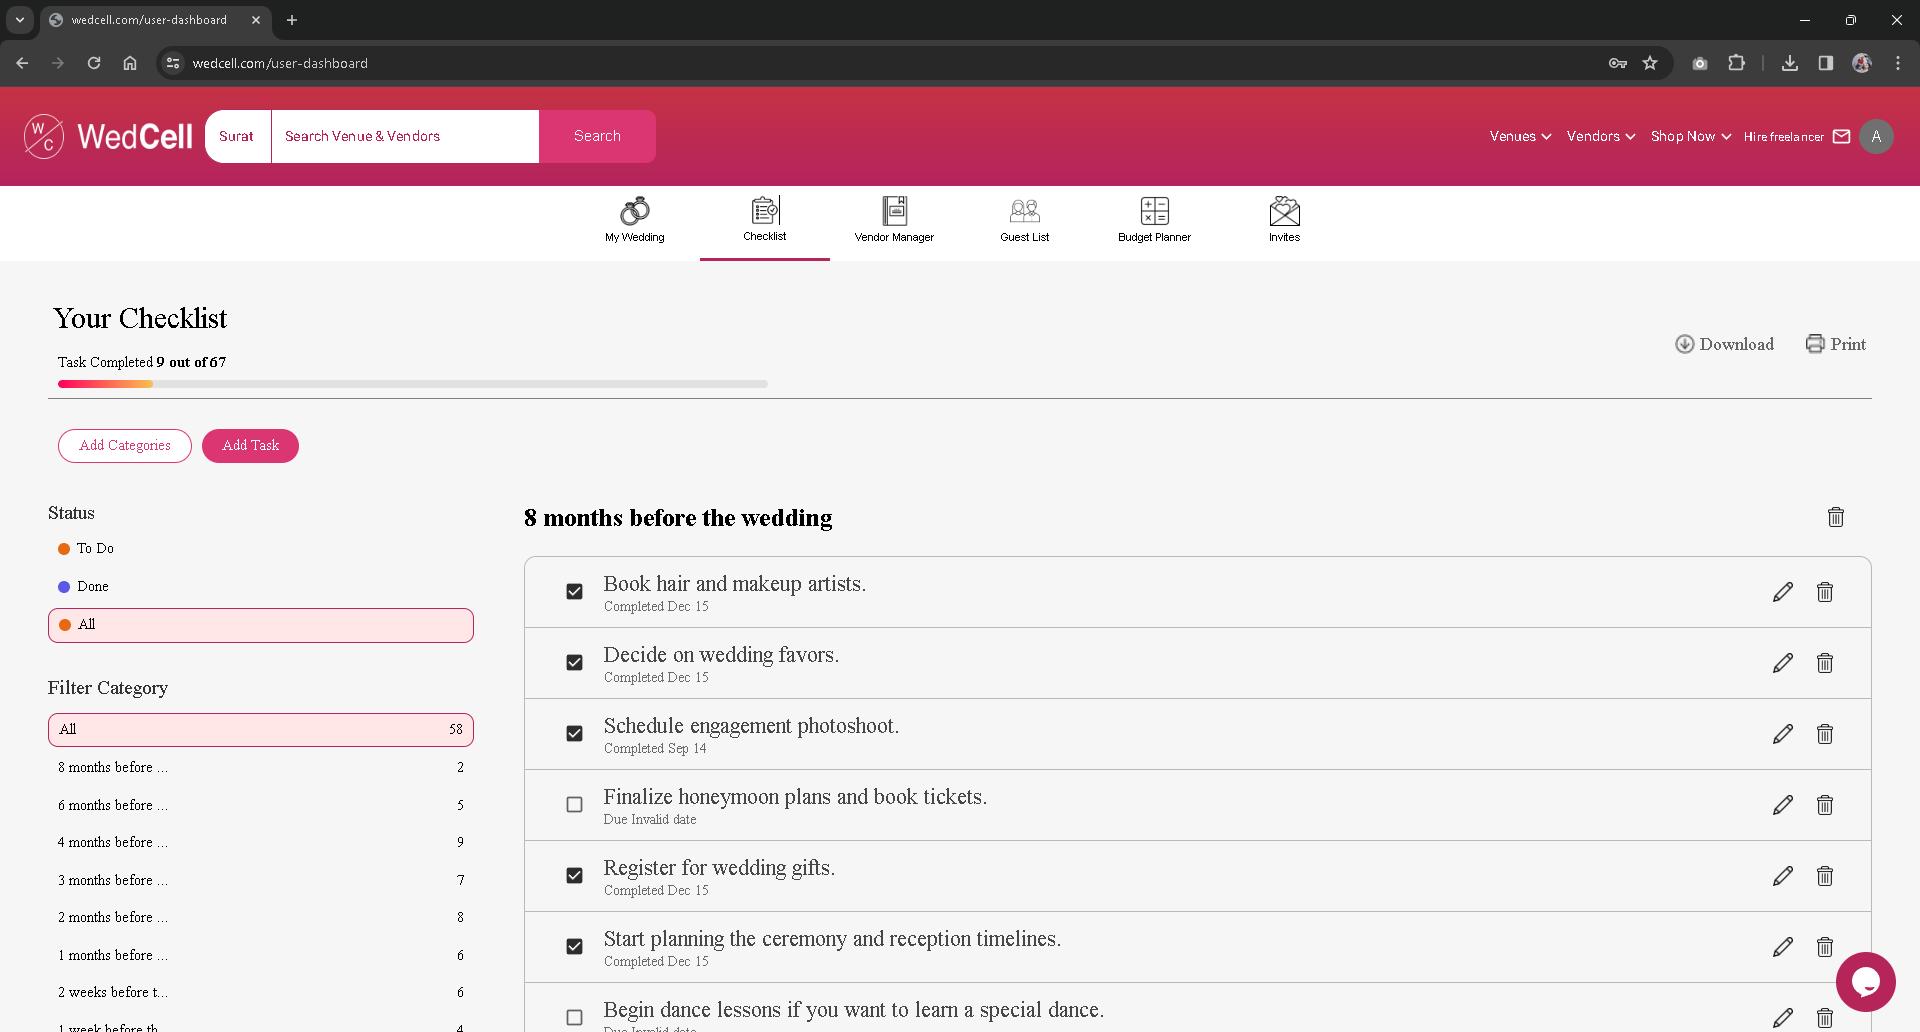 wedcell.com/user-dashboard
wedcell.com/user-dashboard
W
C
WedCell
Surat
Search Venue & Vendors
Search
Venues
Vendors
Shop Now
Hire freelancer
A
My Wedding
Checklist
Vendor Manager
Guest List
Budget Planner
Invites
Your Checklist
Task Completed 9 out of 67
Download
Print
Add Categories
Add Task
Status
To Do
Done
All
Filter Category
All 58
8 months before ... 2
6 months before ... 5
4 months before ... 9
3 months before ... 7
2 months before ... 8
1 months before ... 6
2 weeks before t... 6
1 week before th... 4
8 months before the wedding
Book hair and makeup artists.
Completed Dec 15
Decide on wedding favors.
Completed Dec 15
Schedule engagement photoshoot.
Completed Sep 14
Finalize honeymoon plans and book tickets.
Due Invalid date
Register for wedding gifts.
Completed Dec 15
Start planning the ceremony and reception timelines.
Completed Dec 15
Begin dance lessons if you want to learn a special dance.
Due Invalid date